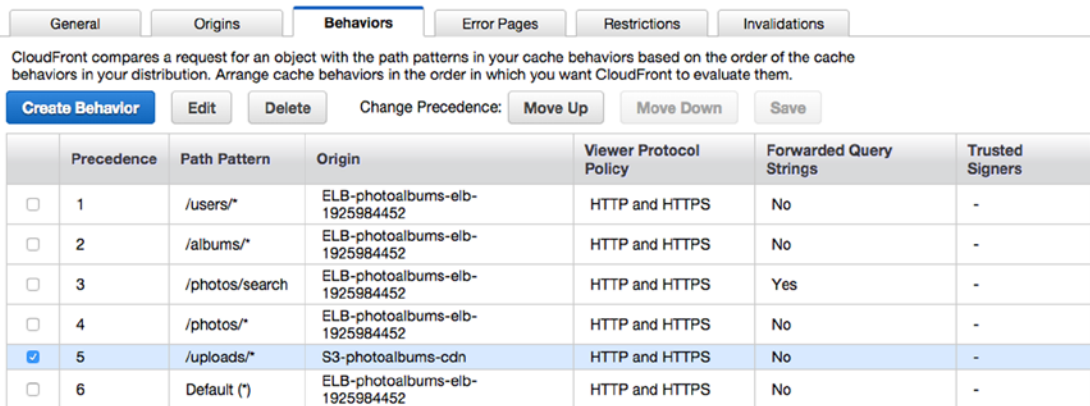 General Origins Behaviors Error Pages Restrictions Invalidations
CloudFront compares a request for an object with the path patterns in your cache behaviors based on the order of the cache
behaviors in your distribution. Arrange cache behaviors in the order in which you want CloudFront to evaluate them.
Create Behavior Edit Delete Change Precedence: Move Up Move Down Save
Precedence Path Pattern Origin Viewer Protocol Policy Forwarded Query Strings Trusted Signers
1 /users/* ELB-photoalbums-elb-1925984452 HTTP and HTTPS No -
2 /albums/* ELB-photoalbums-elb-1925984452 HTTP and HTTPS No -
3 /photos/search ELB-photoalbums-elb-1925984452 HTTP and HTTPS Yes -
4 /photos/* ELB-photoalbums-elb-1925984452 HTTP and HTTPS No -
5 /uploads/* S3-photoalbums-cdn HTTP and HTTPS No -
6 Default (*) ELB-photoalbums-elb-1925984452 HTTP and HTTPS No -